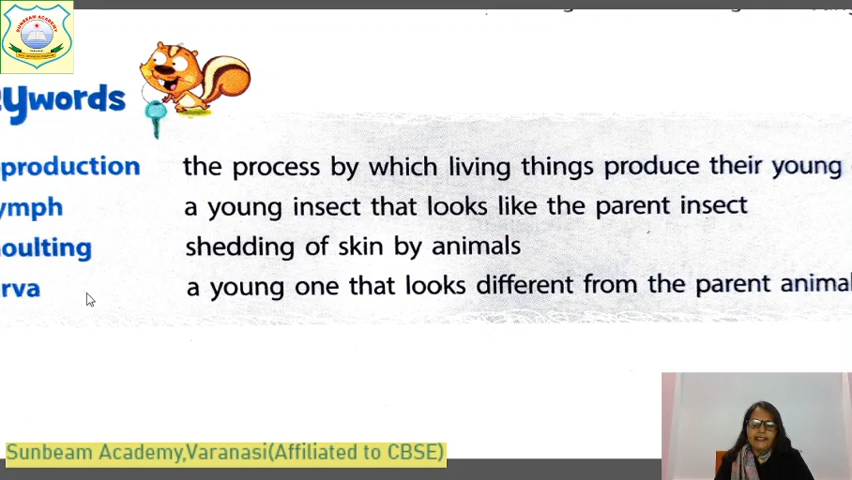 SUNBEAM ACADEMY
ywords
production the process by which living things produce their young
ymph a young insect that looks like the parent insect
oulting shedding of skin by animals
rva a young one that looks different from the parent animal
Sunbeam Academy,Varanasi(Affiliated to CBSE)